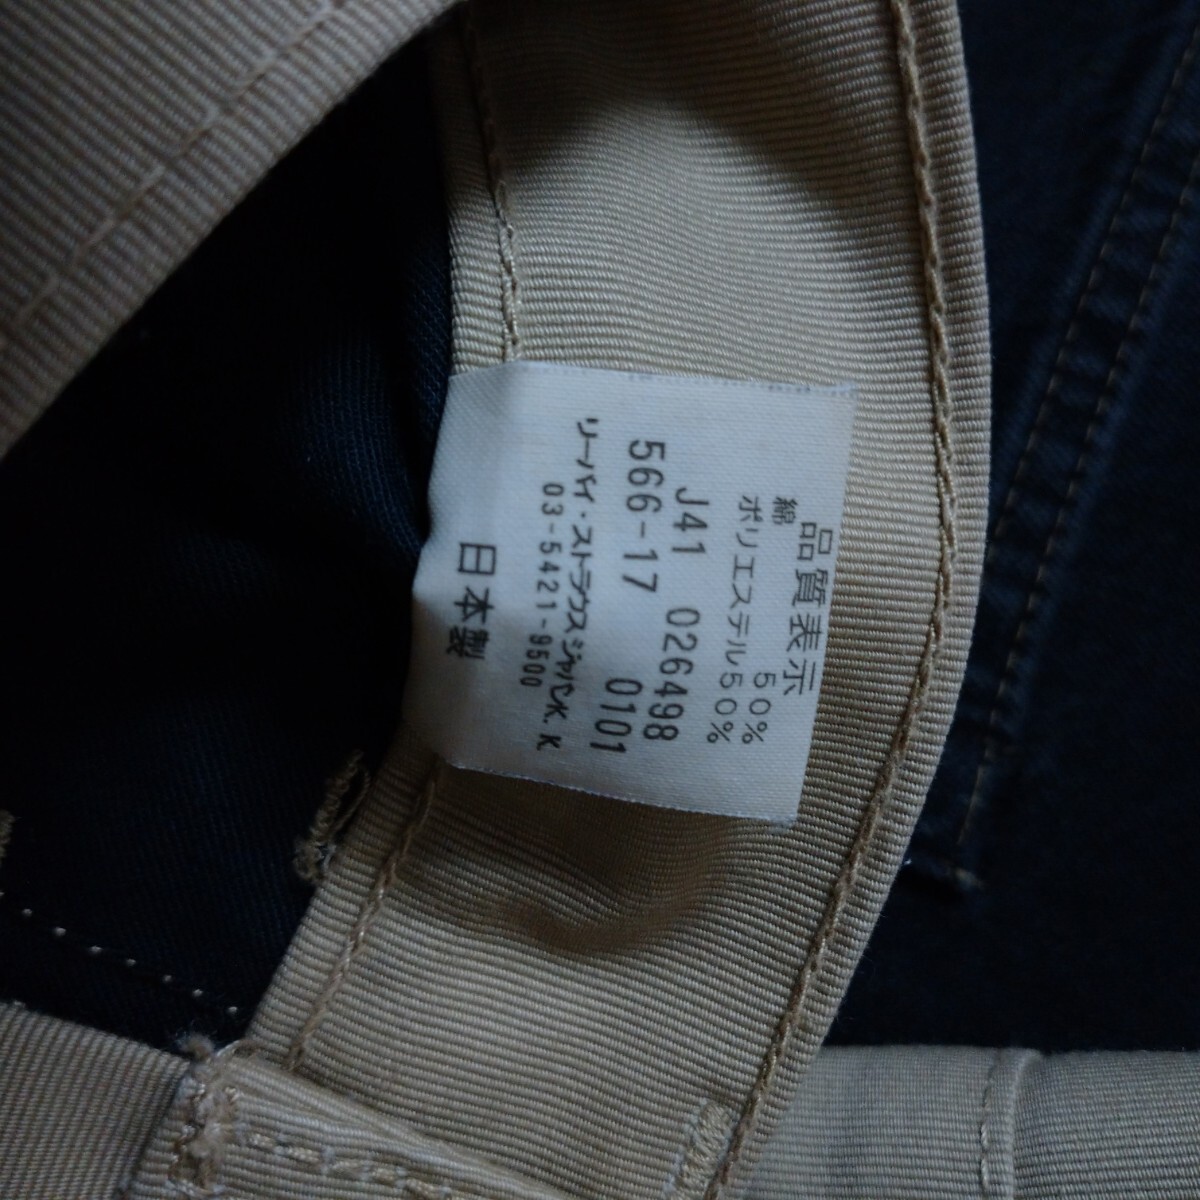 品質表示
綿 50%
ポリエステル50%
J41 026498
566-17 0101
リーバイ・ストラウスジャパンK.K.
03-5421-9500
日本製